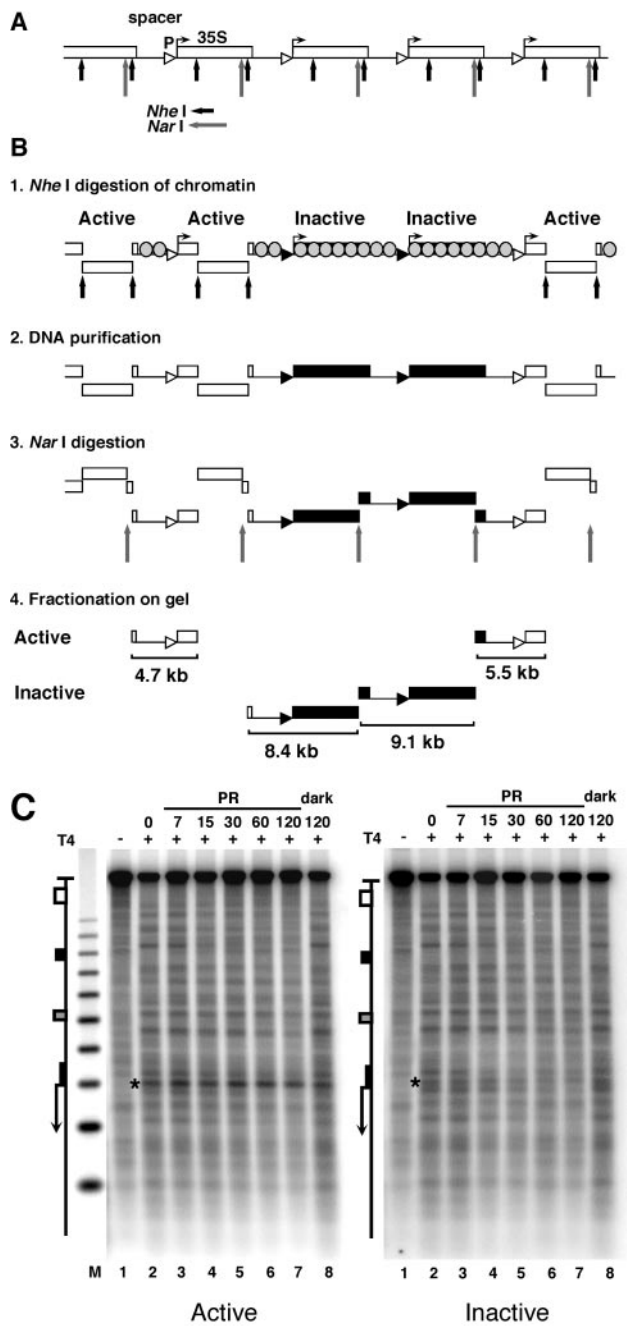 A
spacer
P 35S
Nhe I
Nar I
B
1. Nhe I digestion of chromatin
Active Active Inactive Inactive Active
2. DNA purification
3. Nar I digestion
4. Fractionation on gel
Active
4.7 kb 5.5 kb
Inactive
8.4 kb 9.1 kb
C
PR dark PR dark
0 7 15 30 60 120 120 0 7 15 30 60 120 120
T4 - + + + + + + + T4 - + + + + + + +
* *
M 1 2 3 4 5 6 7 8 1 2 3 4 5 6 7 8
Active Inactive